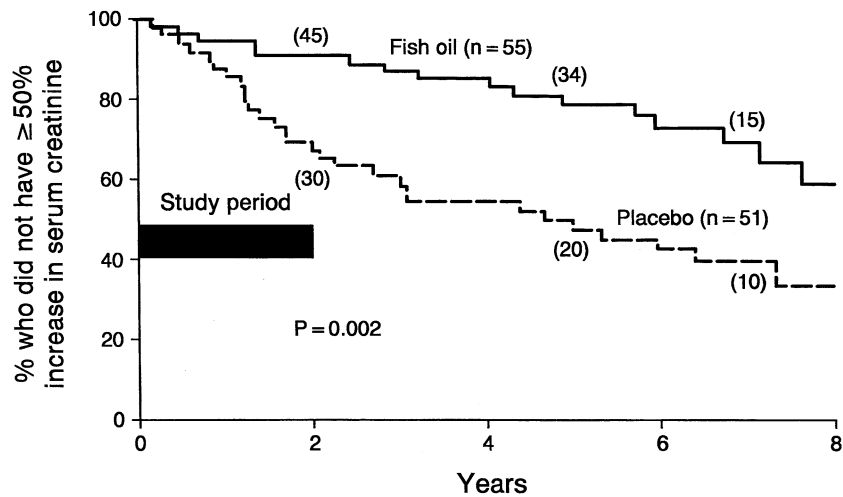 % who did not have ≥50%
increase in serum creatinine
100
80
60
40
20
0
(45)
Fish oil (n=55)
(34)
(15)
(30)
Study period
Placebo (n=51)
(20)
(10)
P=0.002
0 2 4 6 8
Years